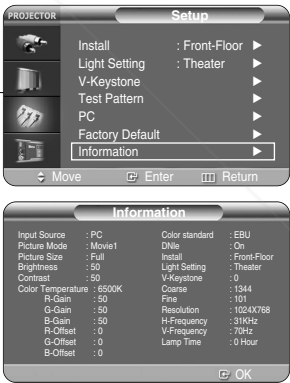 PROJECTOR
Setup
Install : Front-Floor
Light Setting : Theater
V-Keystone
Test Pattern
PC
Factory Default
Information
Move Enter Return
Information
Input Source : PC
Picture Mode : Movie1
Picture Size : Full
Brightness : 50
Contrast : 50
Color Temperature : 6500K
R-Gain : 50
G-Gain : 50
B-Gain : 50
R-Offset : 0
G-Offset : 0
B-Offset : 0
Color standard : EBU
DNIe : On
Install : Front-Floor
Light Setting : Theater
V-Keystone : 0
Coarse : 1344
Fine : 101
Resolution : 1024X768
H-Frequency : 31KHz
V-Frequency : 70Hz
Lamp Time : 0 Hour
OK